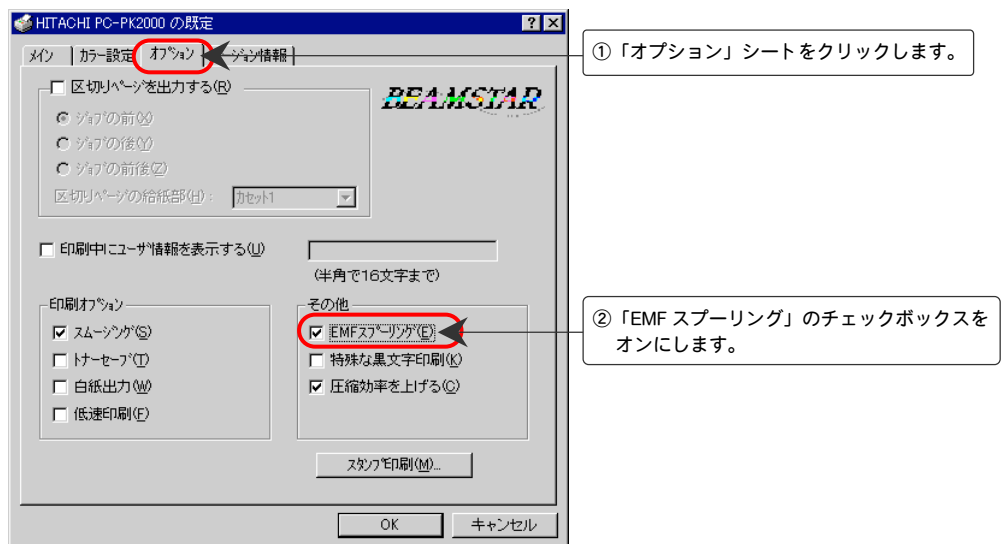 HITACHI PC-PK2000 の既定
メイン カラー設定 オプション ージョン情報
①「オプション」シートをクリックします。
区切りページを出力する(R)
BEAMSTAR
ジョブの前(X)
ジョブの後(Y)
ジョブの前後(Z)
区切りページの給紙部(H): カセット1
印刷中にユーザ情報を表示する(U)
(半角で16文字まで)
印刷オプション
スムージング(S)
トナーセーブ(T)
白紙出力(W)
低速印刷(F)
その他
EMFスプーリング(E)
特殊な黒文字印刷(K)
圧縮効率を上げる(C)
②「EMF スプーリング」のチェックボックスを
オンにします。
スタンプ印刷(M)...
OK キャンセル